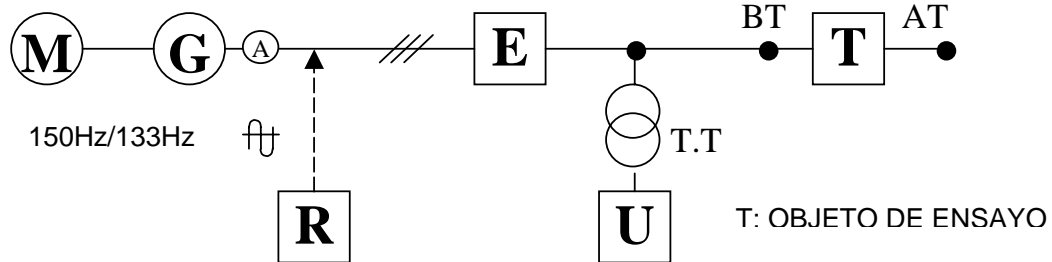 BT AT
M G A E T
150Hz/133Hz T.T
R U T: OBJETO DE ENSAYO